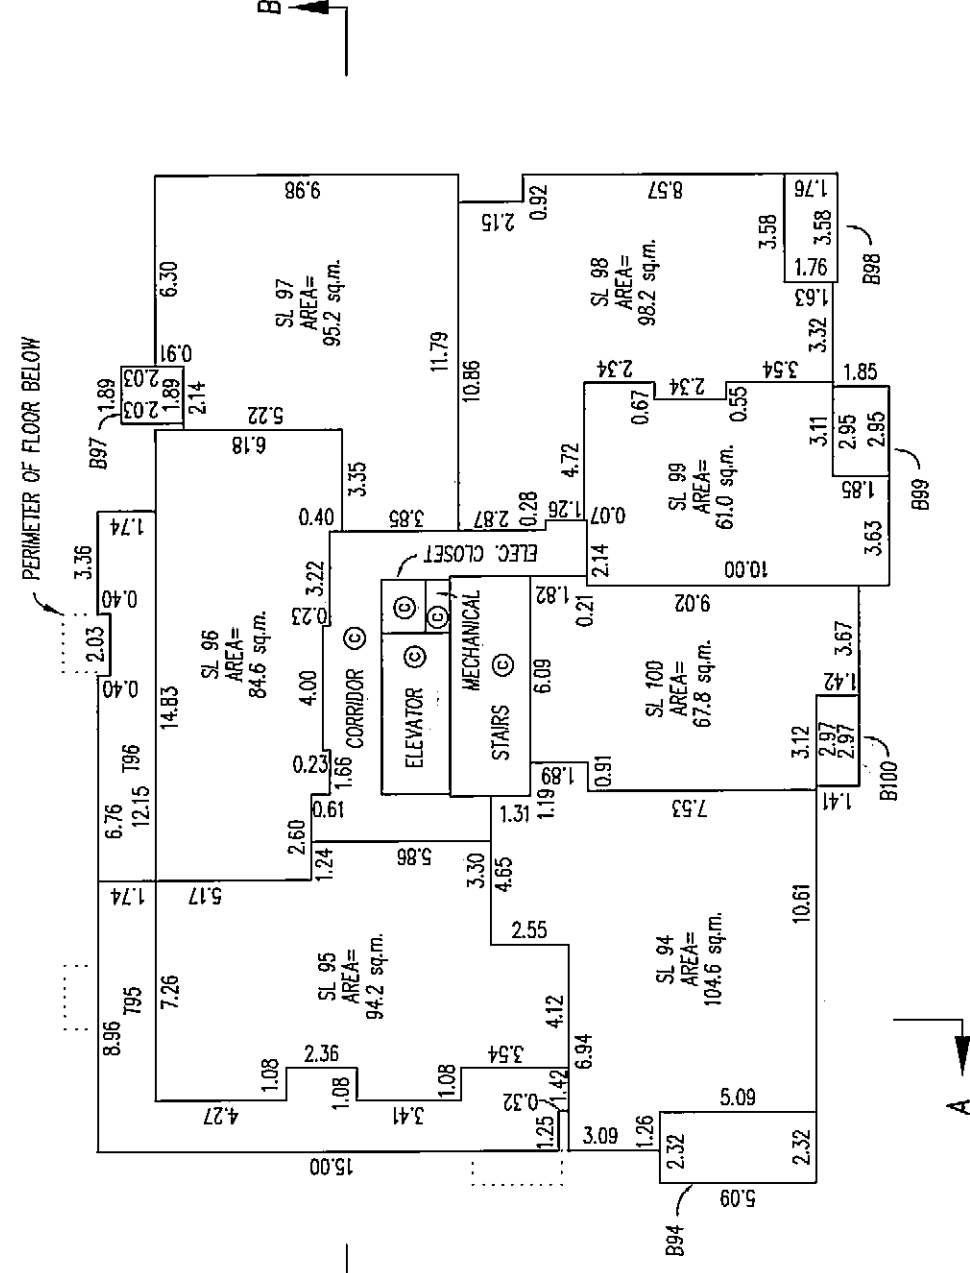 B
PERIMETER OF FLOOR BELOW
B97
1.89
2.03
2.03
1.89
0.91
2.14
6.30
9.98
SL 97
AREA=
95.2 sq.m.
5.22
6.18
3.35
11.79
10.86
3.36
1.74
0.40
2.03
0.40
6.76
T96
12.15
14.83
1.74
SL 96
AREA=
84.6 sq.m.
0.40
3.22
0.23
4.00
0.23
1.66
0.61
2.60
1.24
5.17
3.85
2.87
0.28
1.26
0.07
2.14
CORRIDOR ©
ELEC. CLOSET
©
©
ELEVATOR ©
MECHANICAL
STAIRS ©
1.82
0.21
6.09
1.89
0.91
1.31
1.19
2.15
0.92
8.57
SL 98
AREA=
98.2 sq.m.
3.58
1.76
3.58
1.76
1.63
3.32
B98
2.34
0.67
2.34
0.55
3.54
4.72
SL 99
AREA=
61.0 sq.m.
3.11
1.85
2.95
2.95
1.85
3.63
B99
10.00
9.02
SL 100
AREA=
67.8 sq.m.
3.67
1.42
3.12
2.97
2.97
1.41
B100
7.53
8.96
T95
7.26
SL 95
AREA=
94.2 sq.m.
5.86
3.30
4.65
2.55
4.12
6.94
4.27
1.08
2.36
1.08
3.41
1.08
3.54
1.42
0.32
1.25
15.00
3.09
1.26
SL 94
AREA=
104.6 sq.m.
10.61
5.09
2.32
2.32
5.09
B94
A